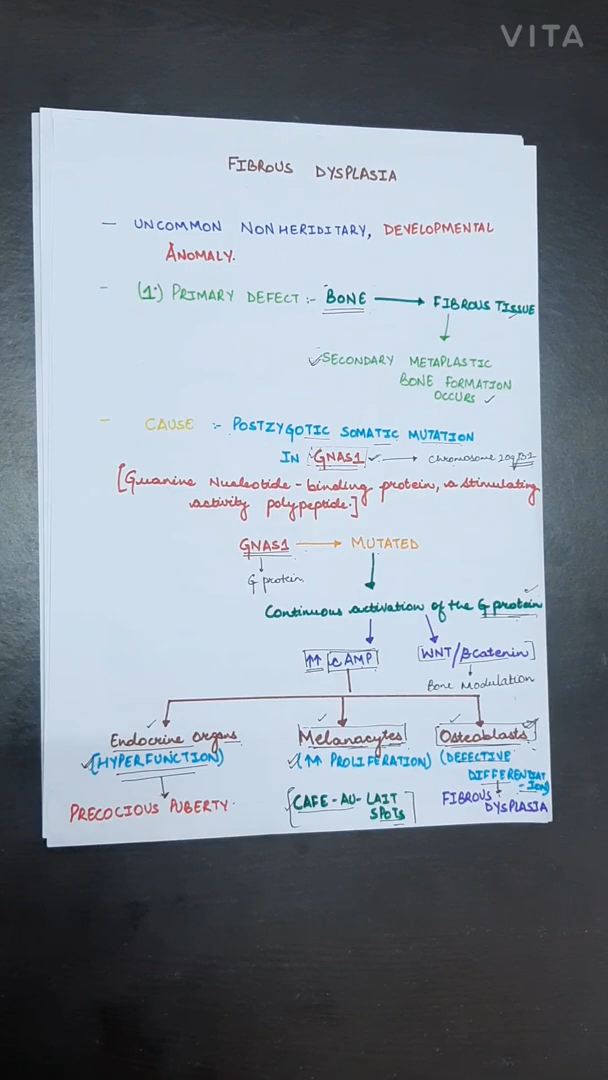 VITA
FIBROUS DYSPLASIA
- UNCOMMON NONHERIDITARY, DEVELOPMENTAL
ANOMALY.
- (1.) PRIMARY DEFECT :- BONE → FIBROUS TISSUE
↓
SECONDARY METAPLASTIC
BONE FORMATION
OCCURS ✓
- CAUSE :- POSTZYGOTIC SOMATIC MUTATION
IN GNAS1 → Chromosome 20q13.2
[Guanine Nucleotide-binding protein, α stimulating
activity polypeptide.]
GNAS1 → MUTATED
G protein.
Continuous activation of the G protein
↑↑ cAMP WNT/βcatenin
Bone Modulation
Endocrine Organs Melanocytes Osteoblasts
(HYPERFUNCTION) (↑↑ PROLIFERATION) (DEFECTIVE
DIFFERENTIAT
-ION)
PRECOCIOUS PUBERTY. CAFE-AU-LAIT FIBROUS
SPOTS DYSPLASIA